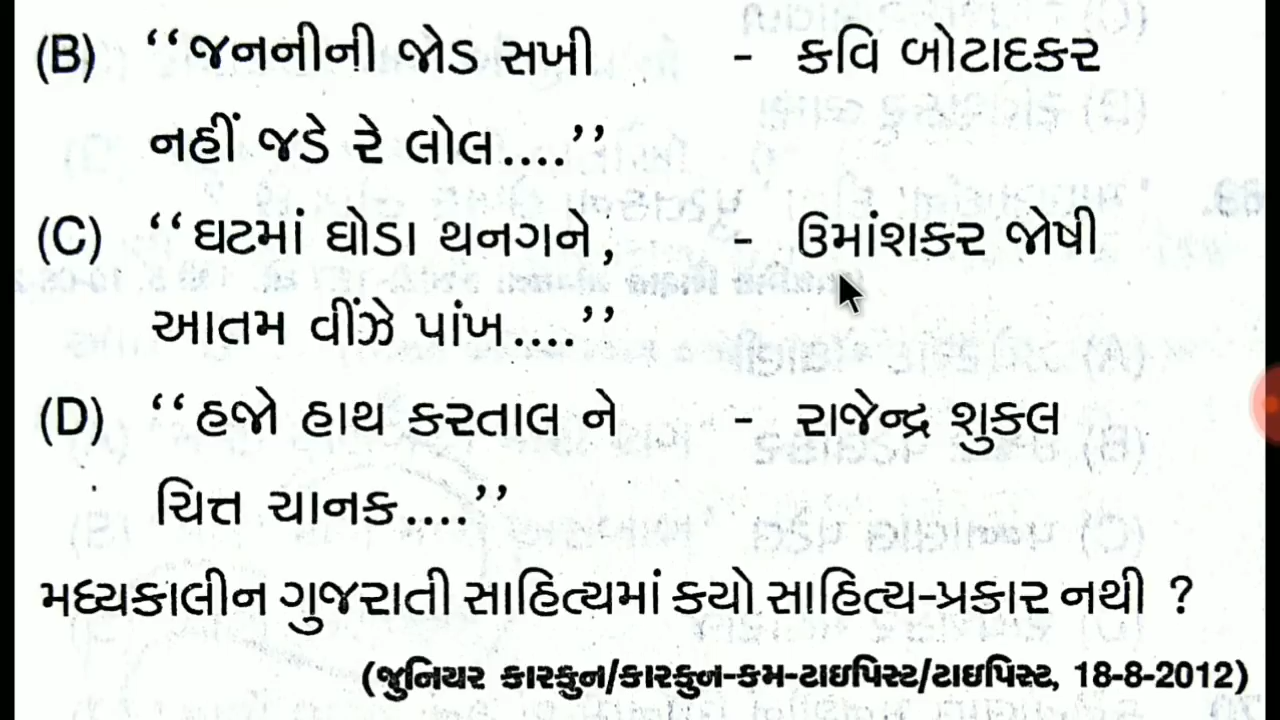 (B) ‘‘જનનીની જોડ સખી - કવિ બોટાદકર
નહીં જડે રે લોલ....’’
(C) ‘‘ઘટમાં ઘોડા થનગને, - ઉમાંશકર જોષી
આતમ વીંઝે પાંખ....’’
(D) ‘‘હજો હાથ કરતાલ ને - રાજેન્દ્ર શુકલ
ચિત્ત ચાનક....’’
મધ્યકાલીન ગુજરાતી સાહિત્યમાં કયો સાહિત્ય-પ્રકાર નથી ?
(જુનિયર કારકુન/કારકુન-કમ-ટાઇપિસ્ટ/ટાઇપિસ્ટ, 18-8-2012)